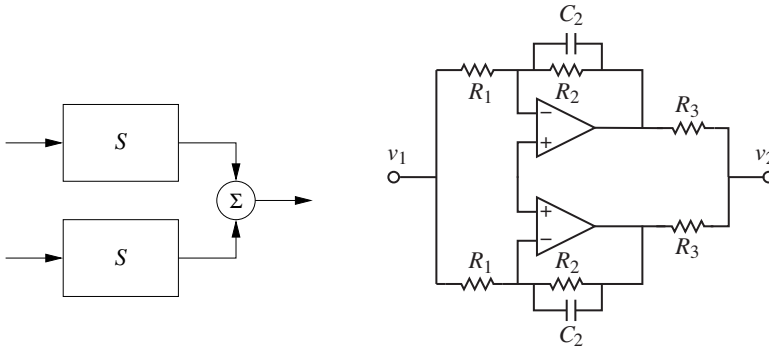 S
S
Σ
C₂
R₁
R₂
R₃
−
+
v₁
v₂
+
−
R₃
R₁
R₂
C₂